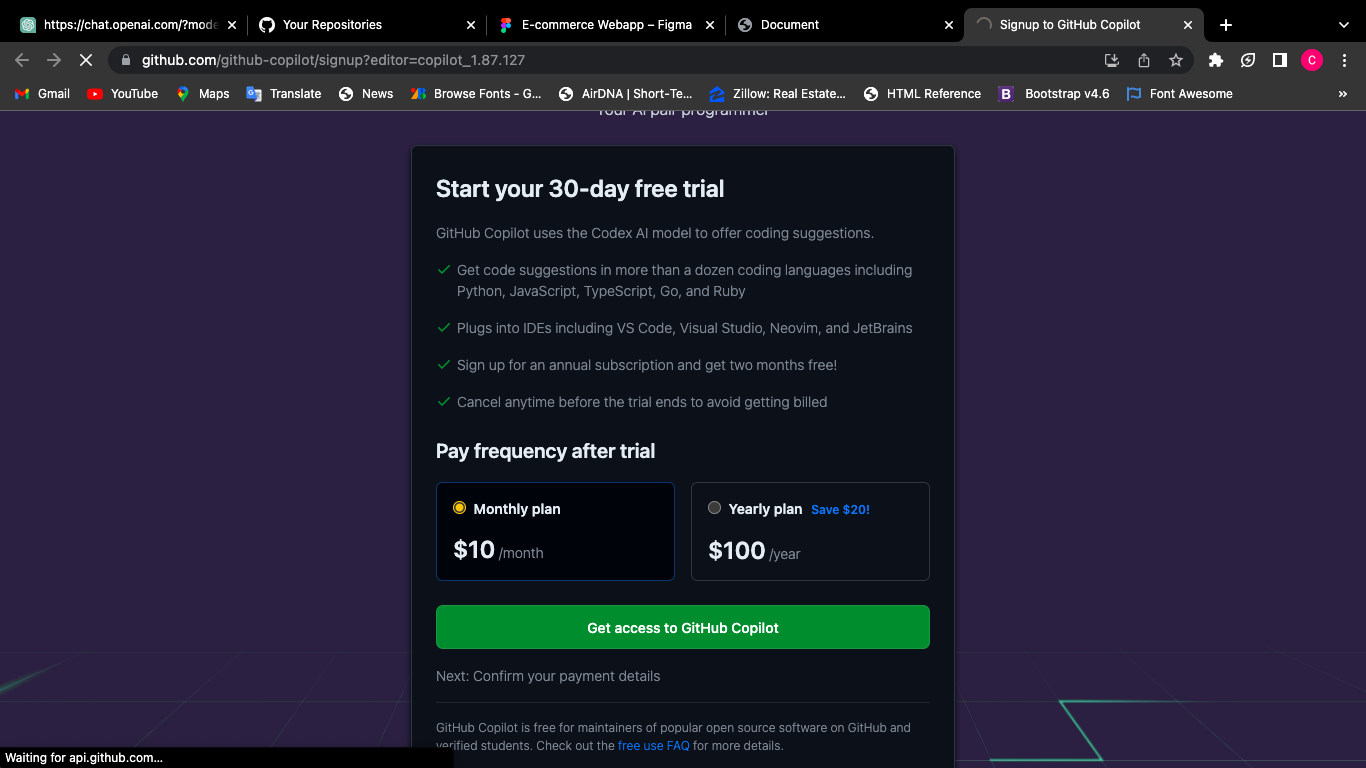 https://chat.openai.com/?mode
Your Repositories
E-commerce Webapp – Figma
Document
Signup to GitHub Copilot
github.com/github-copilot/signup?editor=copilot_1.87.127
C
Gmail
YouTube
Maps
Translate
News
Browse Fonts - G...
AirDNA | Short-Te...
Zillow: Real Estate...
HTML Reference
B
Bootstrap v4.6
Font Awesome
»
Your AI pair programmer
Start your 30-day free trial
GitHub Copilot uses the Codex AI model to offer coding suggestions.
Get code suggestions in more than a dozen coding languages including
Python, JavaScript, TypeScript, Go, and Ruby
Plugs into IDEs including VS Code, Visual Studio, Neovim, and JetBrains
Sign up for an annual subscription and get two months free!
Cancel anytime before the trial ends to avoid getting billed
Pay frequency after trial
Monthly plan
$10 /month
Yearly plan Save $20!
$100 /year
Get access to GitHub Copilot
Next: Confirm your payment details
GitHub Copilot is free for maintainers of popular open source software on GitHub and
verified students. Check out the free use FAQ for more details.
Waiting for api.github.com...